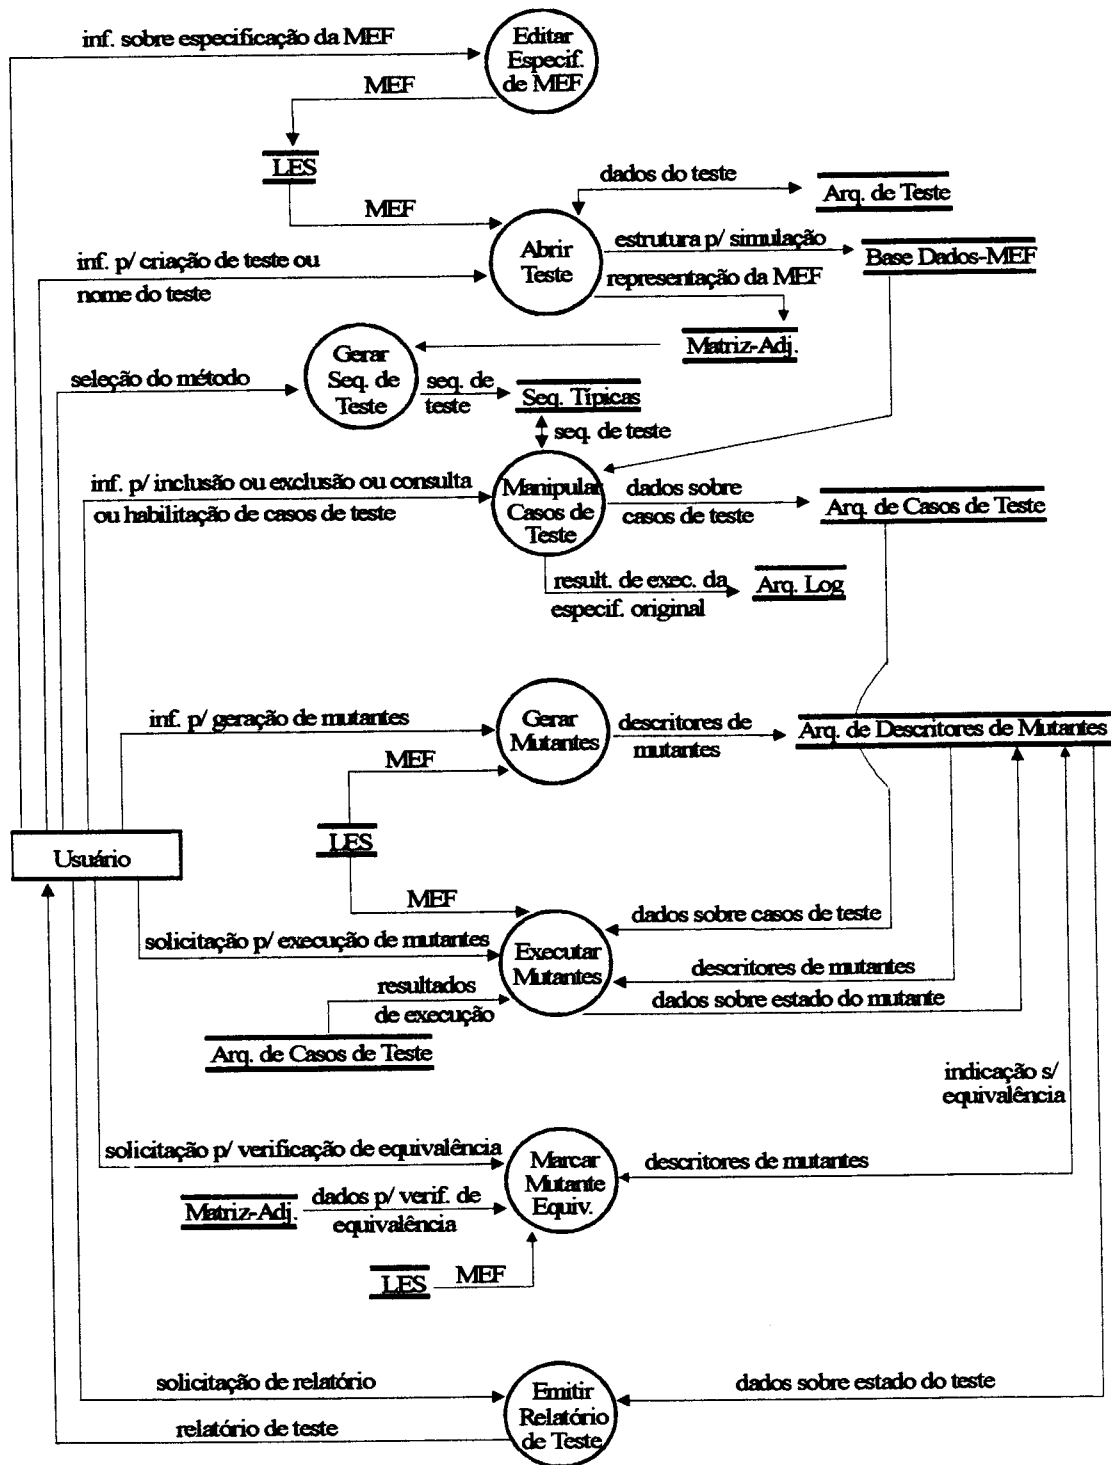 inf. sobre especificação da MEF
Editar
Especif.
de MEF
MEF
LES
MEF
dados do teste
Arq. de Teste
Abrir
Teste
estrutura p/ simulação
Base Dados-MEF
representação da MEF
inf. p/ criação de teste ou
nome do teste
Matriz-Adj.
Gerar
Seq. de
Teste
seleção do método
seq. de
teste
Seq. Típicas
seq. de teste
inf. p/ inclusão ou exclusão ou consulta
ou habilitação de casos de teste
Manipular
Casos de
Teste
dados sobre
casos de teste
Arq. de Casos de Teste
result. de exec. da
especif. original
Arq. Log
inf. p/ geração de mutantes
Gerar
Mutantes
descritores de
mutantes
Arq. de Descritores de Mutantes
MEF
LES
Usuário
MEF
dados sobre casos de teste
solicitação p/ execução de mutantes
Executar
Mutantes
descritores de mutantes
resultados
de execução
dados sobre estado do mutante
Arq. de Casos de Teste
indicação s/
equivalência
solicitação p/ verificação de equivalência
Marcar
Mutante
Equiv.
descritores de mutantes
Matriz-Adj.
dados p/ verif. de
equivalência
LES
MEF
solicitação de relatório
Emitir
Relatório
de Teste
dados sobre estado do teste
relatório de teste